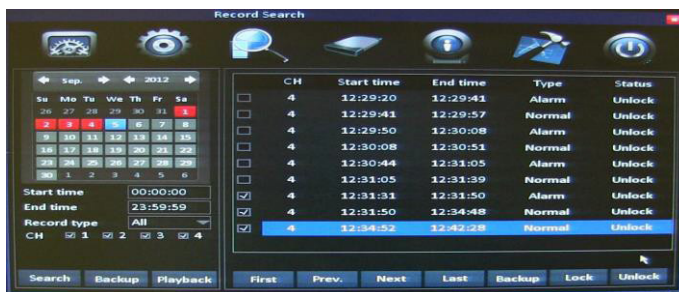 Record Search
Sep. 2012
Su Mo Tu We Th Fr Sa
26 27 28 29 30 31 1
2 3 4 5 6 7 8
9 10 11 12 13 14 15
16 17 18 19 20 21 22
23 24 25 26 27 28 29
30 1 2 3 4 5 6
Start time 00:00:00
End time 23:59:59
Record type All
CH 1 2 3 4
Search Backup Playback
CH Start time End time Type Status
4 12:29:20 12:29:41 Alarm Unlock
4 12:29:41 12:29:57 Normal Unlock
4 12:29:50 12:30:08 Alarm Unlock
4 12:30:08 12:30:51 Normal Unlock
4 12:30:44 12:31:05 Alarm Unlock
4 12:31:05 12:31:39 Normal Unlock
4 12:31:31 12:31:50 Alarm Unlock
4 12:31:50 12:34:48 Normal Unlock
4 12:34:52 12:42:28 Normal Unlock
First Prev. Next Last Backup Lock Unlock